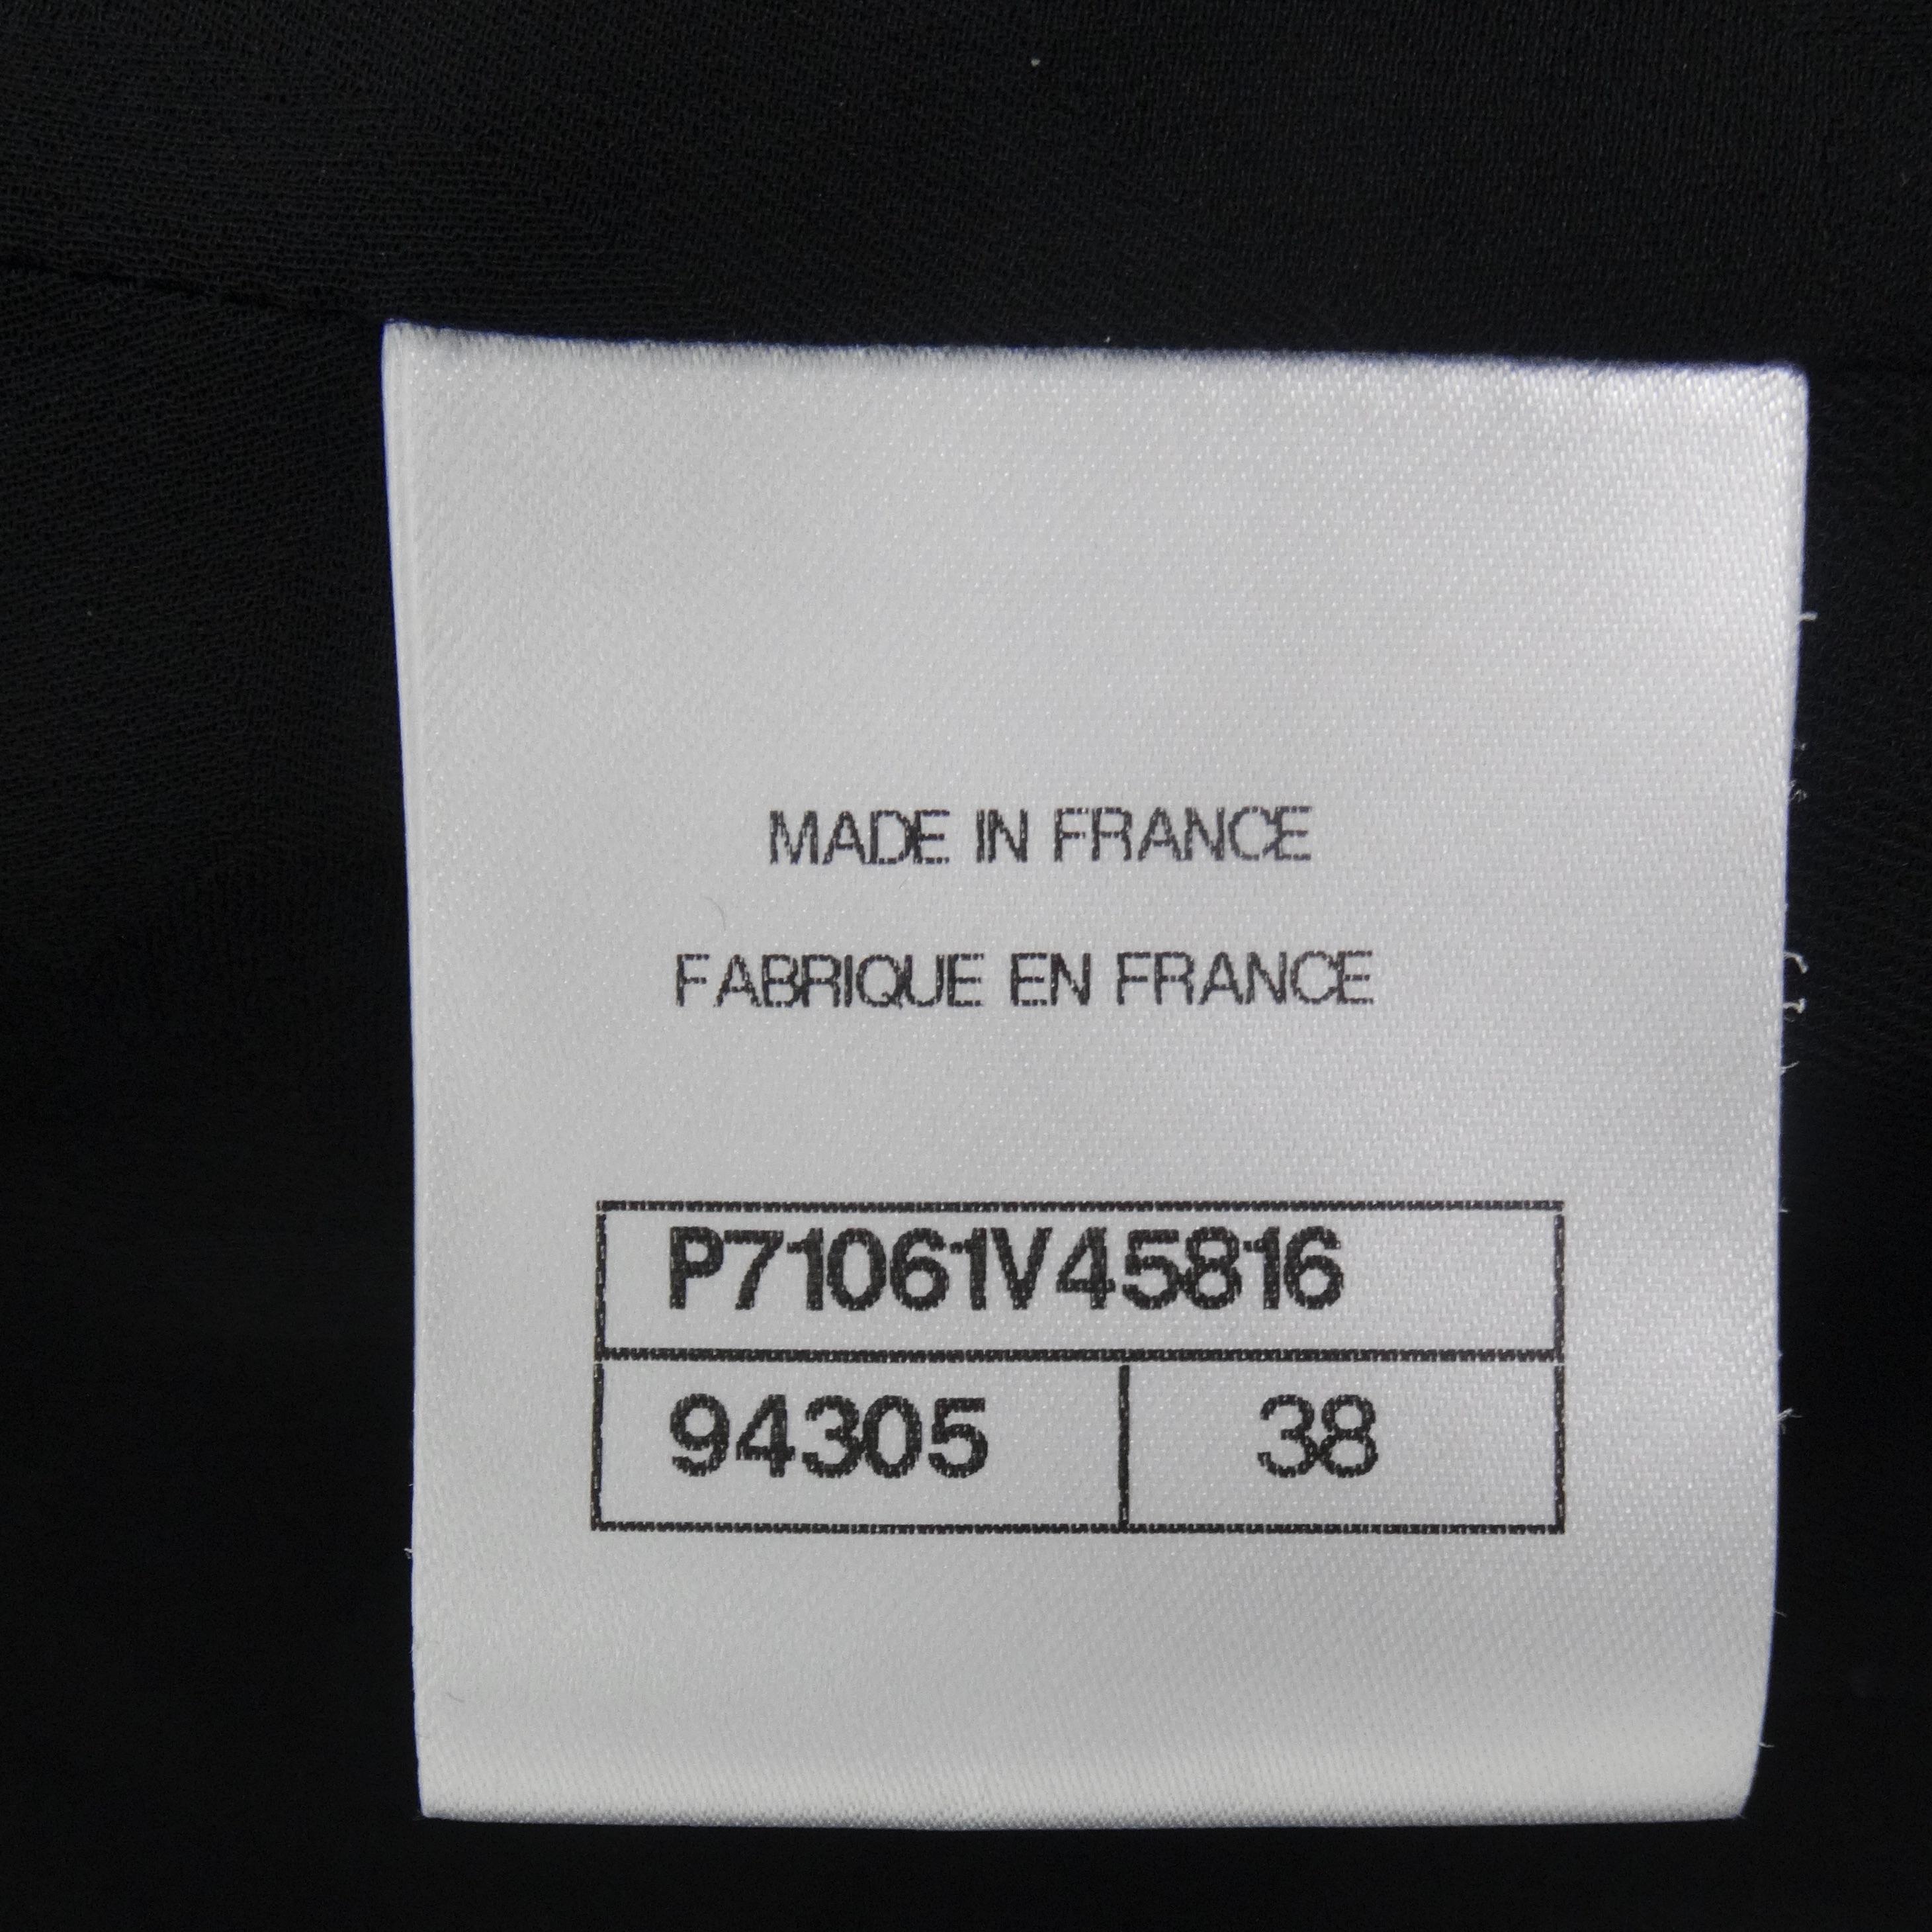 MADE IN FRANCE
FABRIQUE EN FRANCE
P71061V45816
94305 38